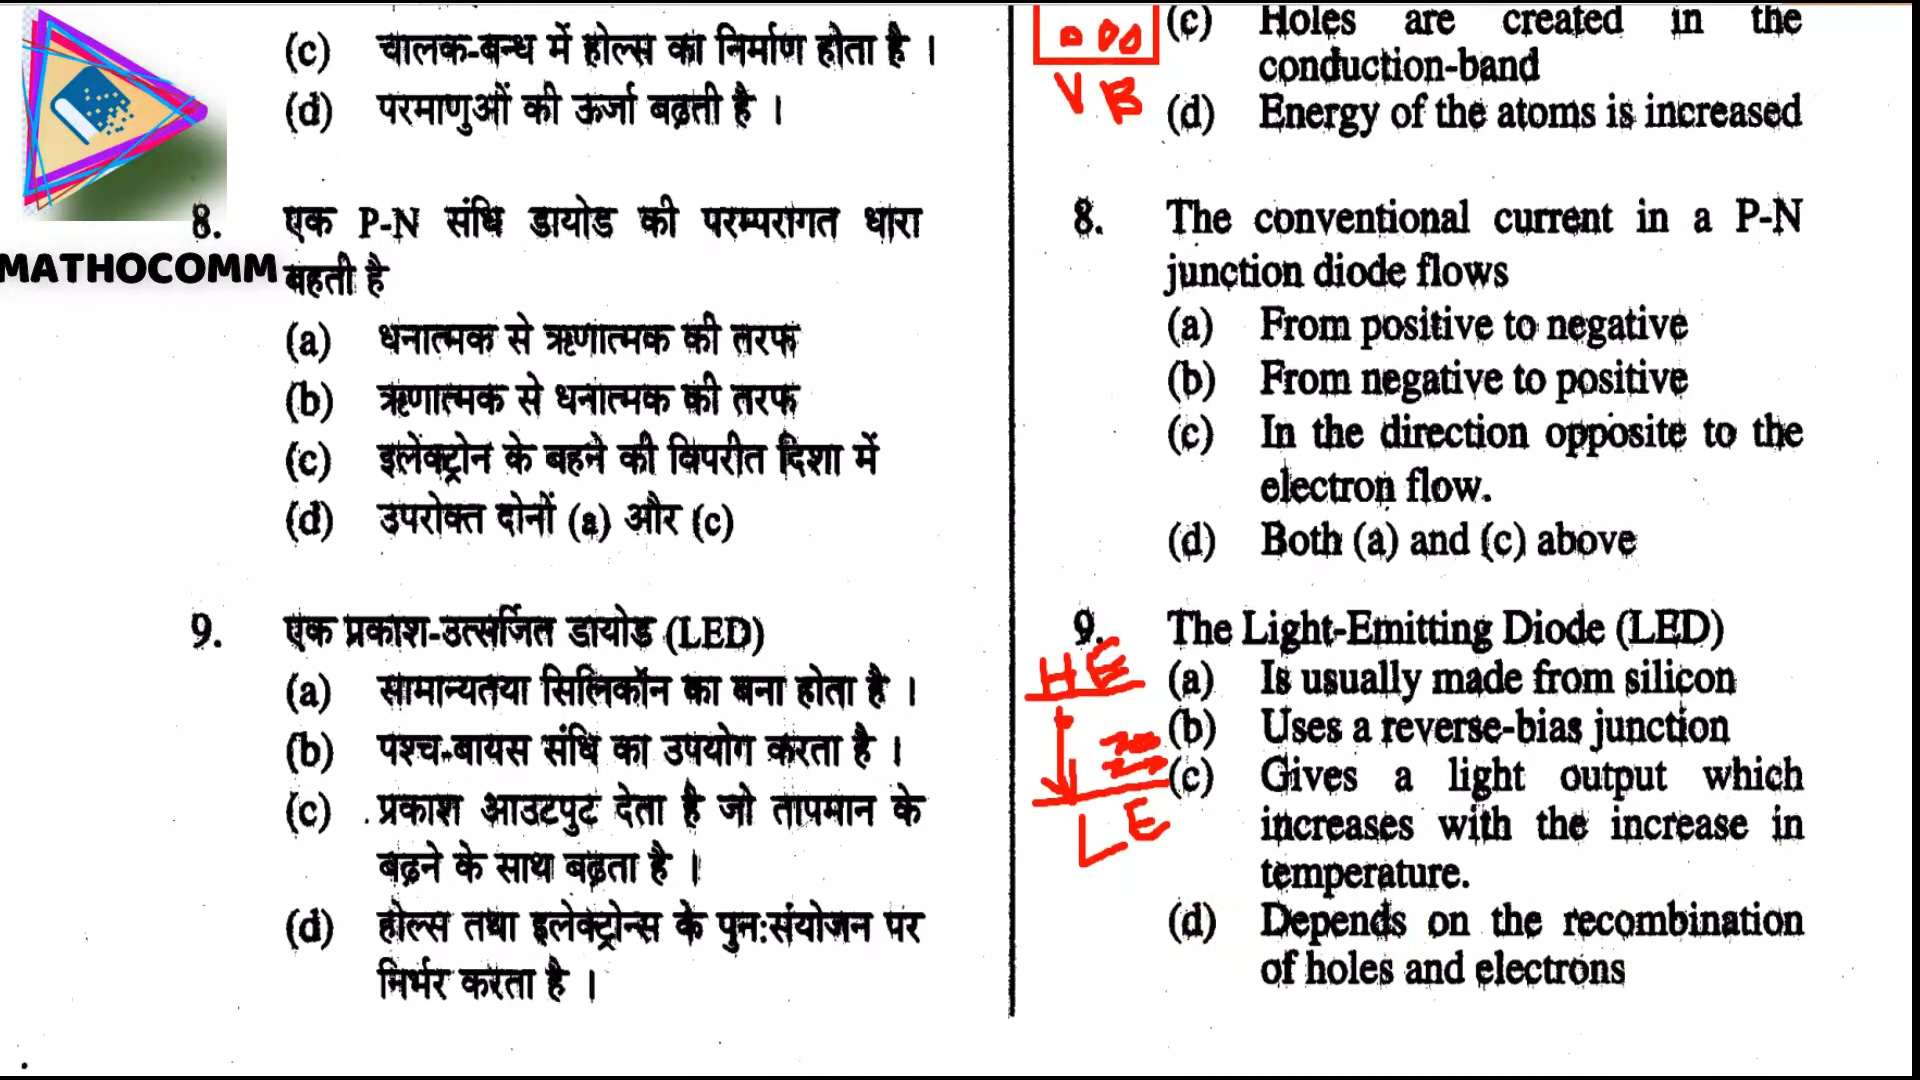 (c) चालक-बन्ध में होल्स का निर्माण होता है ।
(d) परमाणुओं की ऊर्जा बढ़ती है ।
8. एक P-N संधि डायोड की परम्परागत धारा
MATHOCOMM
बहती है
(a) धनात्मक से ऋणात्मक की तरफ
(b) ऋणात्मक से धनात्मक की तरफ
(c) इलेक्ट्रोन के बहने की विपरीत दिशा में
(d) उपरोक्त दोनों (a) और (c)
9. एक प्रकाश-उत्सर्जित डायोड (LED)
(a) सामान्यतया सिलिकॉन का बना होता है ।
(b) पश्च-बायस संधि का उपयोग करता है ।
(c) प्रकाश आउटपुट देता है जो तापमान के
बढ़ने के साथ बढ़ता है ।
(d) होल्स तथा इलेक्ट्रोन्स के पुन:संयोजन पर
निर्भर करता है ।
(c) Holes are created in the
conduction-band
VB
(d) Energy of the atoms is increased
8. The conventional current in a P-N
junction diode flows
(a) From positive to negative
(b) From negative to positive
(c) In the direction opposite to the
electron flow.
(d) Both (a) and (c) above
9. The Light-Emitting Diode (LED)
HE
(a) Is usually made from silicon
(b) Uses a reverse-bias junction
(c) Gives a light output which
LE
increases with the increase in
temperature.
(d) Depends on the recombination
of holes and electrons